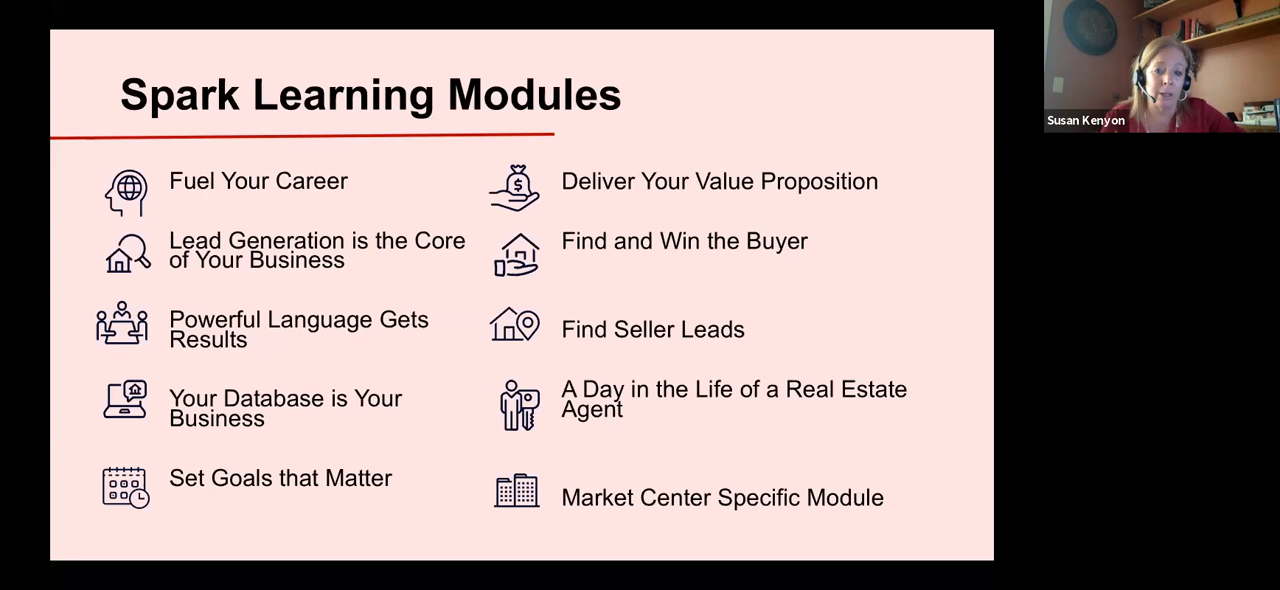 Spark Learning Modules
Fuel Your Career
Lead Generation is the Core
of Your Business
Powerful Language Gets
Results
Your Database is Your
Business
Set Goals that Matter
$
Deliver Your Value Proposition
Find and Win the Buyer
Find Seller Leads
A Day in the Life of a Real Estate
Agent
Market Center Specific Module
Susan Kenyon